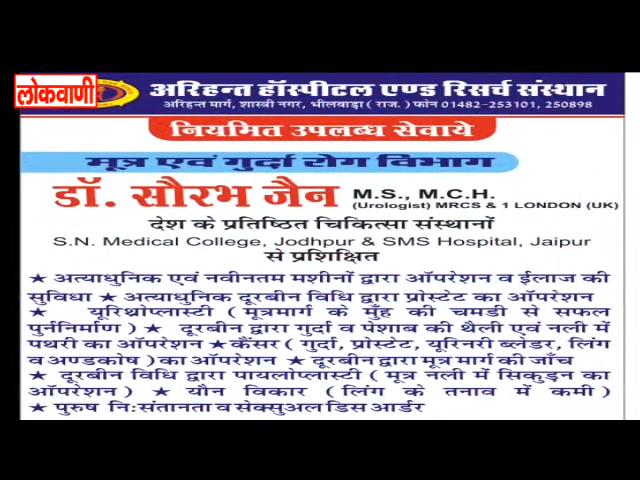 लोकवाणी
अरिहन्त हॉस्पीटल एण्ड रिसर्च संस्थान
अरिहन्त मार्ग, शास्त्री नगर, भीलवाड़ा ( राज. ) फोन 01482-253101, 250898
नियमित उपलब्ध सेवाये
मूत्र एवं गुर्दा रोग विभाग
डॉ. सौरभ जैन M.S., M.C.H.
(Urologist) MRCS & 1 LONDON (UK)
देश के प्रतिष्ठित चिकित्सा संस्थानों
S.N. Medical College, Jodhpur & SMS Hospital, Jaipur
से प्रशिक्षित
★ अत्याधुनिक एवं नवीनतम मशीनों द्वारा ऑपरेशन व ईलाज की
सुविधा ★ अत्याधुनिक दूरबीन विधि द्वारा प्रोस्टेट का ऑपरेशन
★ यूरिथ्रोप्लास्टी ( मूत्रमार्ग के मुँह की चमडी से सफल
पुर्ननिर्माण ) ★ दूरबीन द्वारा गुर्दा व पेशाब की थैली एवं नली में
पथरी का ऑपरेशन ★कैंसर ( गुर्दा, प्रोस्टेट, यूरिनरी ब्लेडर, लिंग
व अण्डकोष ) का ऑपरेशन ★ दूरबीन द्वारा मूत्र मार्ग की जाँच
★ दूरबीन विधि द्वारा पायलोप्लास्टी ( मूत्र नली में सिकुड़न का
ऑपरेशन ) ★ यौन विकार ( लिंग के तनाव में कमी )
★ पुरुष निःसंतानता व सेक्सुअल डिस आर्डर